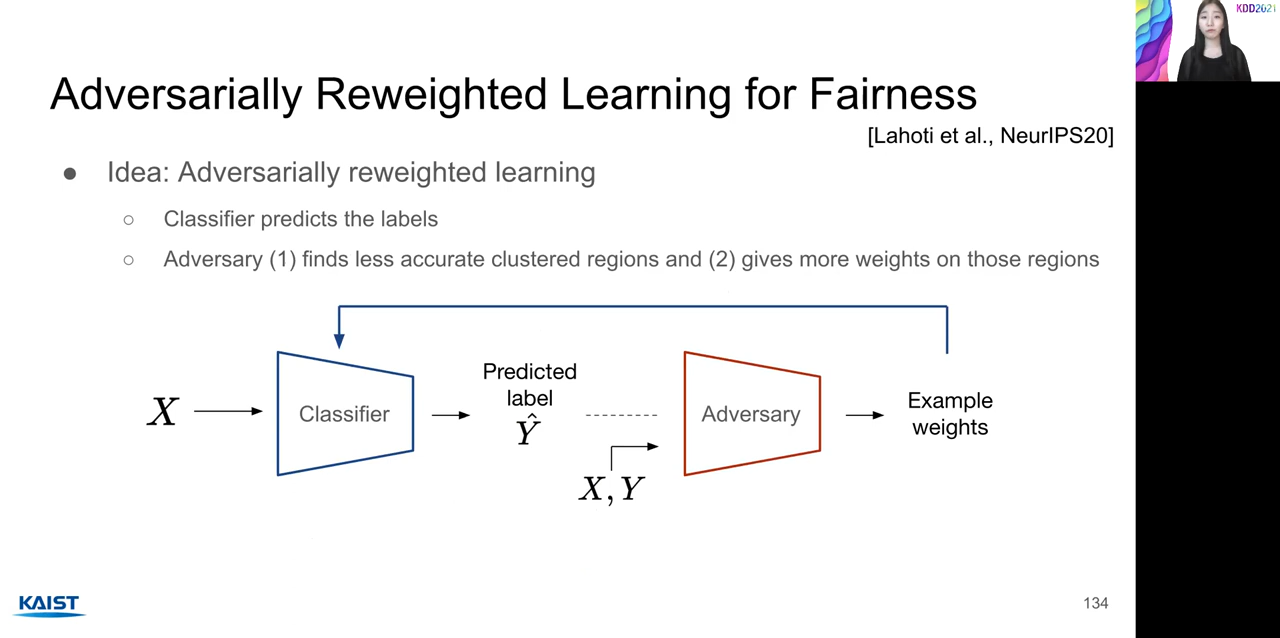 KDD2021
Adversarially Reweighted Learning for Fairness
[Lahoti et al., NeurIPS20]
● Idea: Adversarially reweighted learning
○ Classifier predicts the labels
○ Adversary (1) finds less accurate clustered regions and (2) gives more weights on those regions
X
Classifier
Predicted
label
Ŷ
X, Y
Adversary
Example
weights
KAIST
134